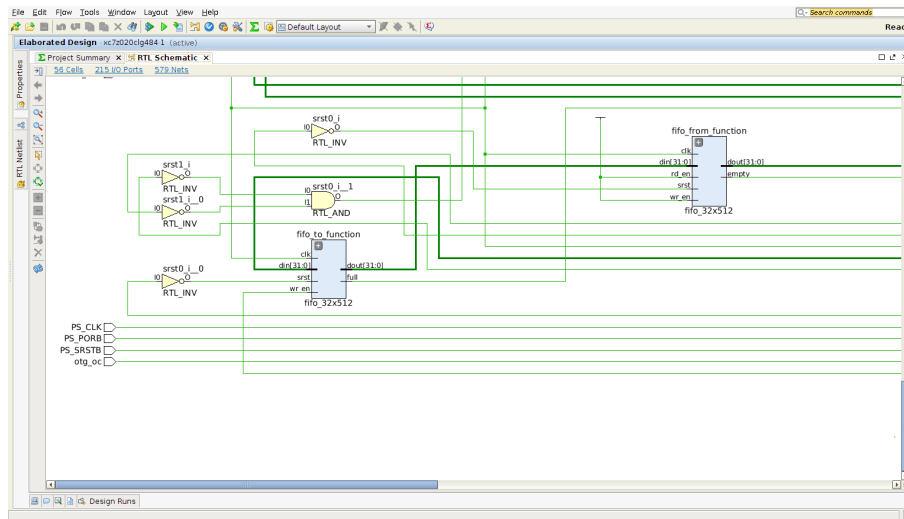 File Edit Flow Tools Window Layout View Help
Search commands
Default Layout
Read
Elaborated Design - xc7z020clg484-1 (active)
Project Summary
RTL Schematic
56 Cells 215 I/O Ports 579 Nets
Properties
RTL Netlist
srst0_i
I0 O
RTL_INV
srst1_i
I0 O
RTL_INV
srst1_i__0
I0 O
RTL_INV
srst0_i__1
I0 O
I1
RTL_AND
fifo_from_function
clk
din[31:0] dout[31:0]
rd_en empty
srst
wr_en
fifo_32x512
fifo_to_function
clk
din[31:0] dout[31:0]
srst full
wr_en
fifo_32x512
srst0_i__0
I0 O
RTL_INV
PS_CLK
PS_PORB
PS_SRSTB
otg_oc
Design Runs